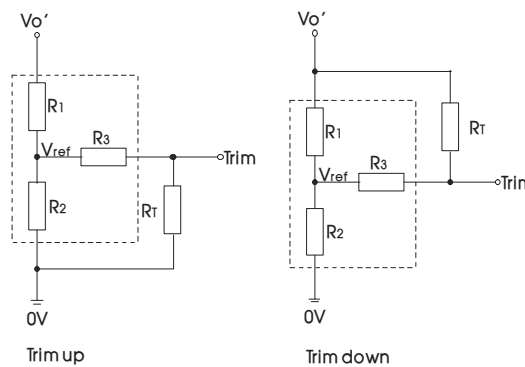 Vo'
R1
R3
Vref
Trim
R2
RT
0V
Trim up
Vo'
R1
RT
R3
Vref
Trim
R2
0V
Trim down